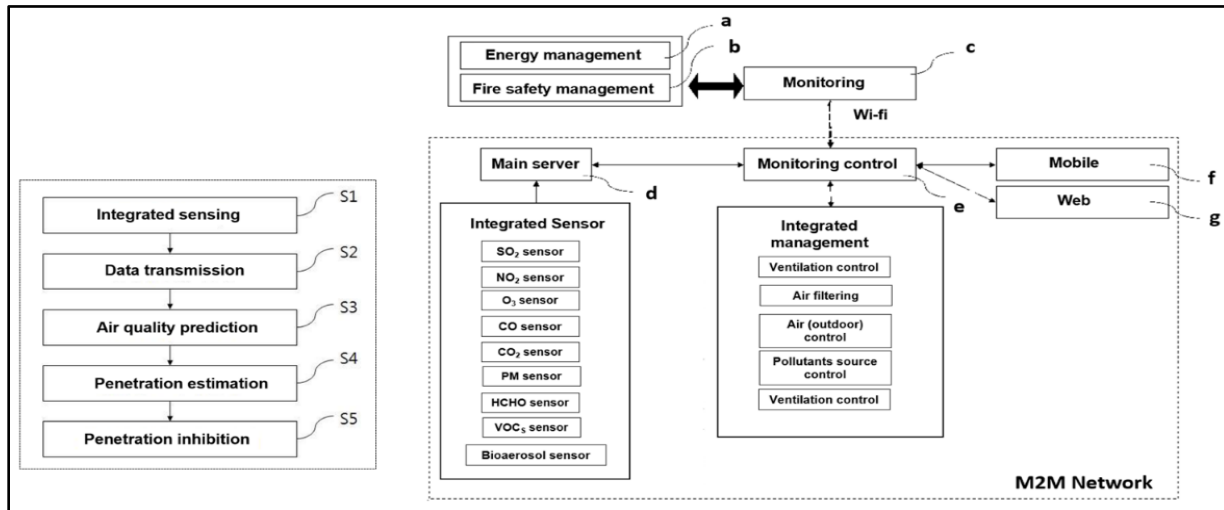 Integrated sensing
S1
Data transmission
S2
Air quality prediction
S3
Penetration estimation
S4
Penetration inhibition
S5
Energy management
a
Fire safety management
b
Monitoring
c
Wi-fi
Main server
d
Monitoring control
e
Mobile
f
Web
g
Integrated Sensor
SO₂ sensor
NO₂ sensor
O₃ sensor
CO sensor
CO₂ sensor
PM sensor
HCHO sensor
VOCₛ sensor
Bioaerosol sensor
Integrated
management
Ventilation control
Air filtering
Air (outdoor)
control
Pollutants source
control
Ventilation control
M2M Network